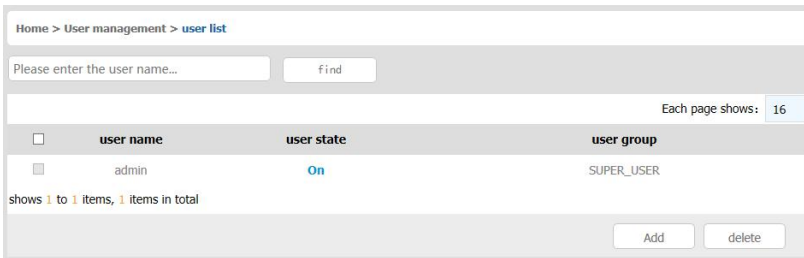 Home > User management > user list
Please enter the user name... find
Each page shows: 16
user name user state user group
admin On SUPER_USER
shows 1 to 1 items, 1 items in total
Add delete